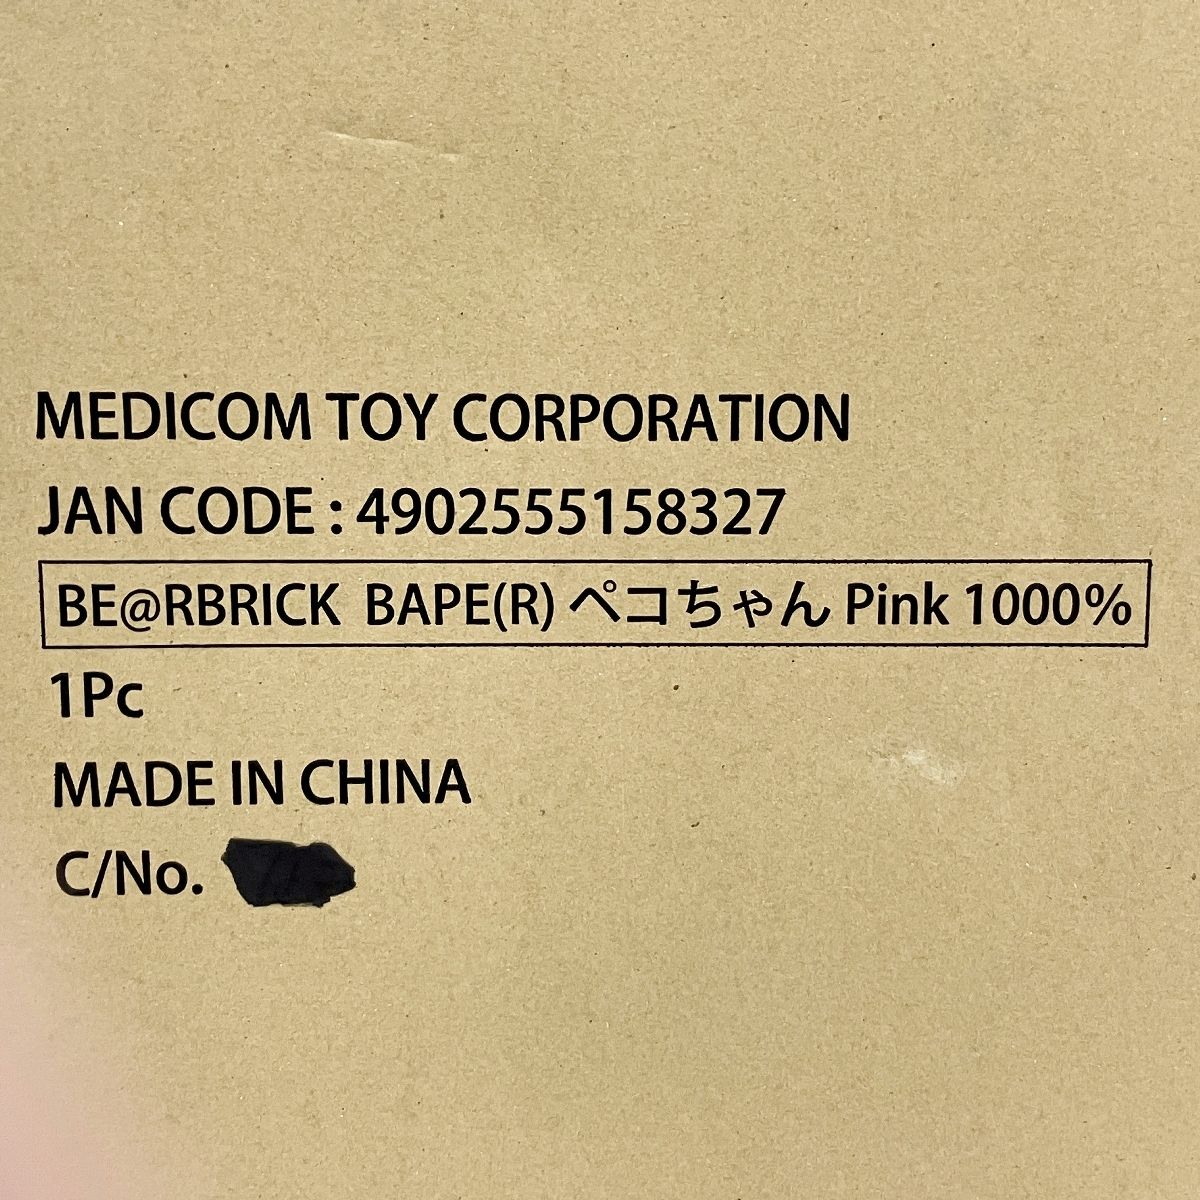 MEDICOM TOY CORPORATION
JAN CODE : 4902555158327
BE@RBRICK BAPE(R) ペコちゃん Pink 1000%
1Pc
MADE IN CHINA
C/No.